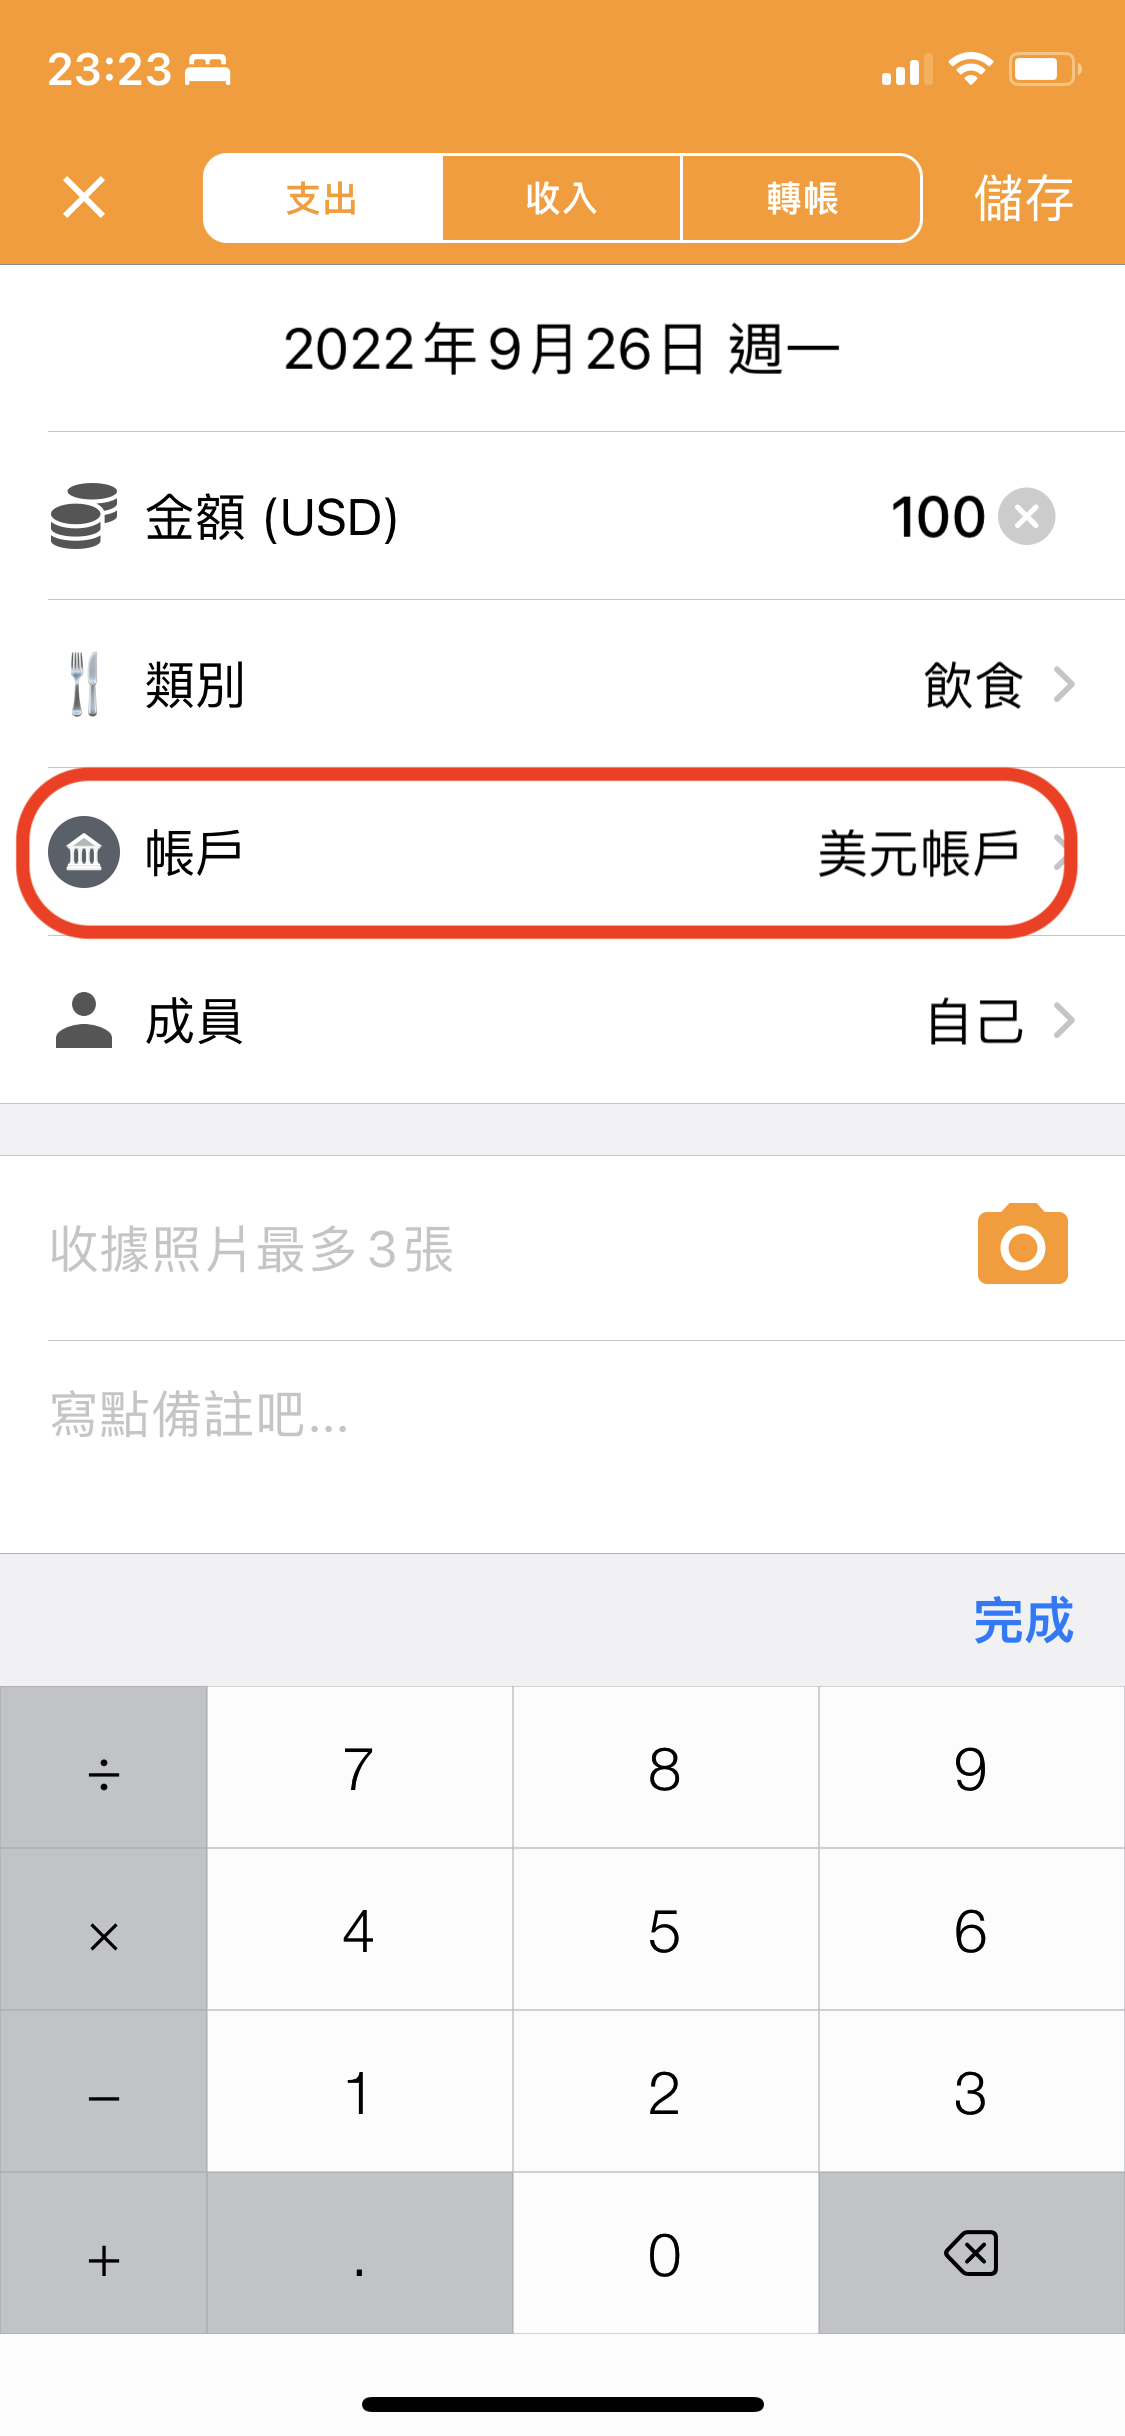 23:23
支出 收入 轉帳 儲存
2022年9月26日 週一
金額 (USD) 100
類別 飲食
帳戶 美元帳戶
成員 自己
收據照片最多3張
寫點備註吧...
完成
÷ 7 8 9
× 4 5 6
− 1 2 3
+ . 0